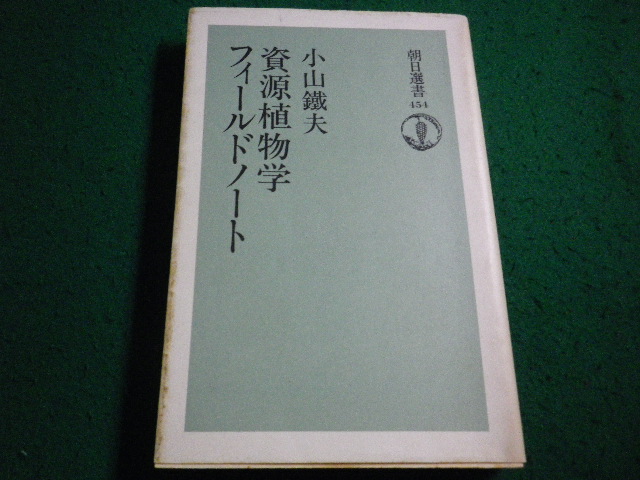 朝日選書
454
小山鐵夫
資源植物学
フィールドノート